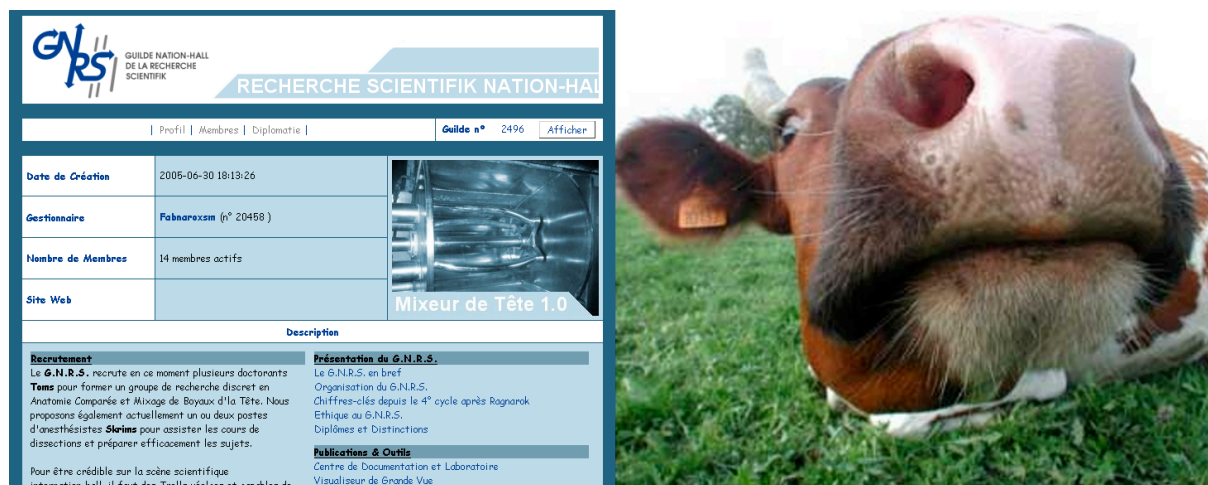 GNRS
GUILDE NATION-HALL
DE LA RECHERCHE
SCIENTIFIK
RECHERCHE SCIENTIFIK NATION-HAL
| Profil | Membres | Diplomatie |
Guilde n° 2496 Afficher
Date de Création 2005-06-30 18:13:26
Gestionnaire Fabnaroxsm (n° 20458 )
Nombre de Membres 14 membres actifs
Site Web
Mixeur de Tête 1.0
Description
Recrutement
Le G.N.R.S. recrute en ce moment plusieurs doctorants
Toms pour former un groupe de recherche discret en
Anatomie Comparée et Mixage de Boyaux d'la Tête. Nous
proposons également actuellement un ou deux postes
d'anesthésistes Skrims pour assister les cours de
dissections et préparer efficacement les sujets.
Pour être crédible sur la scène scientifique
Présentation du G.N.R.S.
Le G.N.R.S. en bref
Organisation du G.N.R.S.
Chiffres-clés depuis le 4° cycle après Ragnarok
Ethique au G.N.R.S.
Diplômes et Distinctions
Publications & Outils
Centre de Documentation et Laboratoire
Visualiseur de Grande Vue